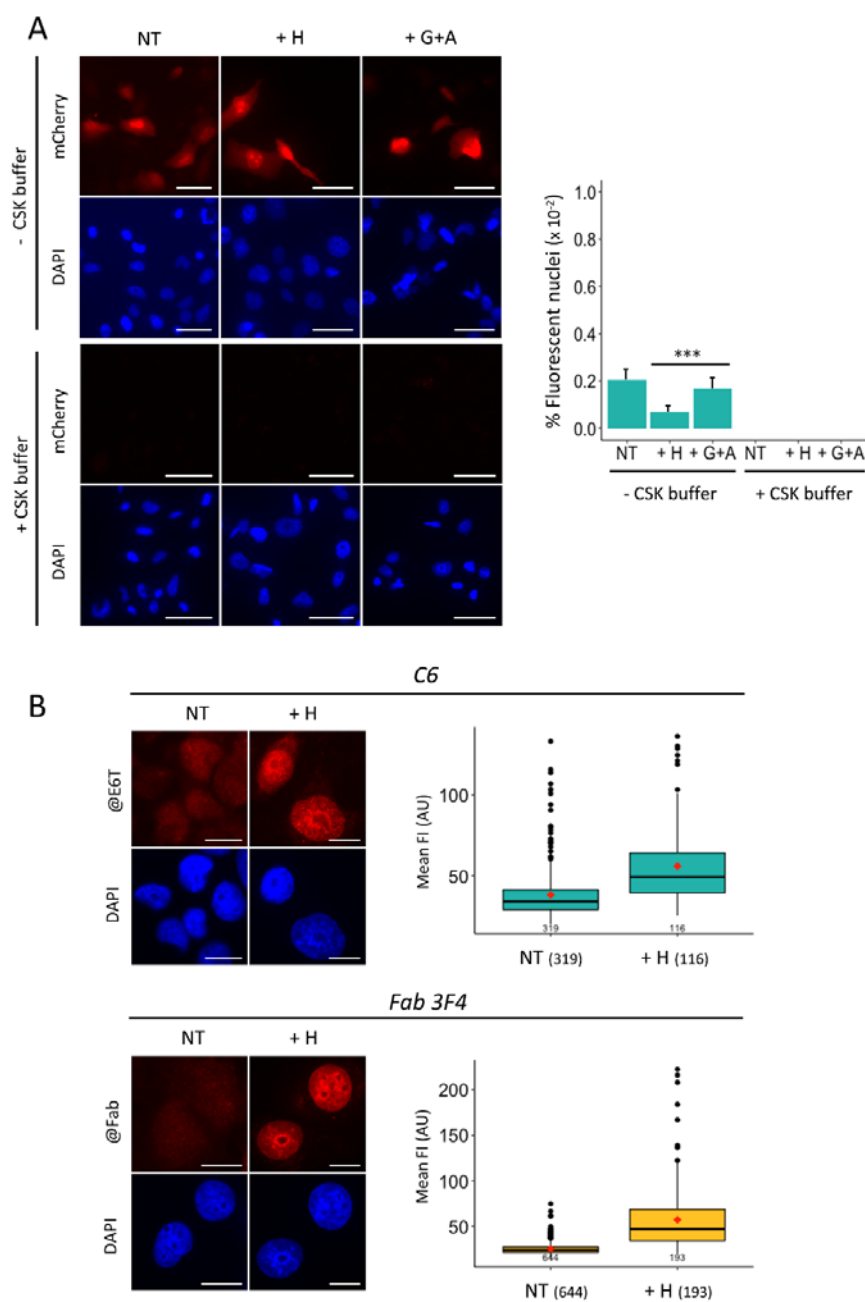 A
NT
+ H
+ G+A
- CSK buffer
mCherry
DAPI
+ CSK buffer
mCherry
DAPI
% Fluorescent nuclei (x 10⁻²)
1.0
0.8
0.6
0.4
0.2
0.0
***
NT + H + G+A NT + H + G+A
- CSK buffer + CSK buffer
B
C6
NT + H
@E6T
DAPI
Mean FI (AU)
100
50
319 116
NT (319) + H (116)
Fab 3F4
NT + H
@Fab
DAPI
Mean FI (AU)
200
150
100
50
644 193
NT (644) + H (193)